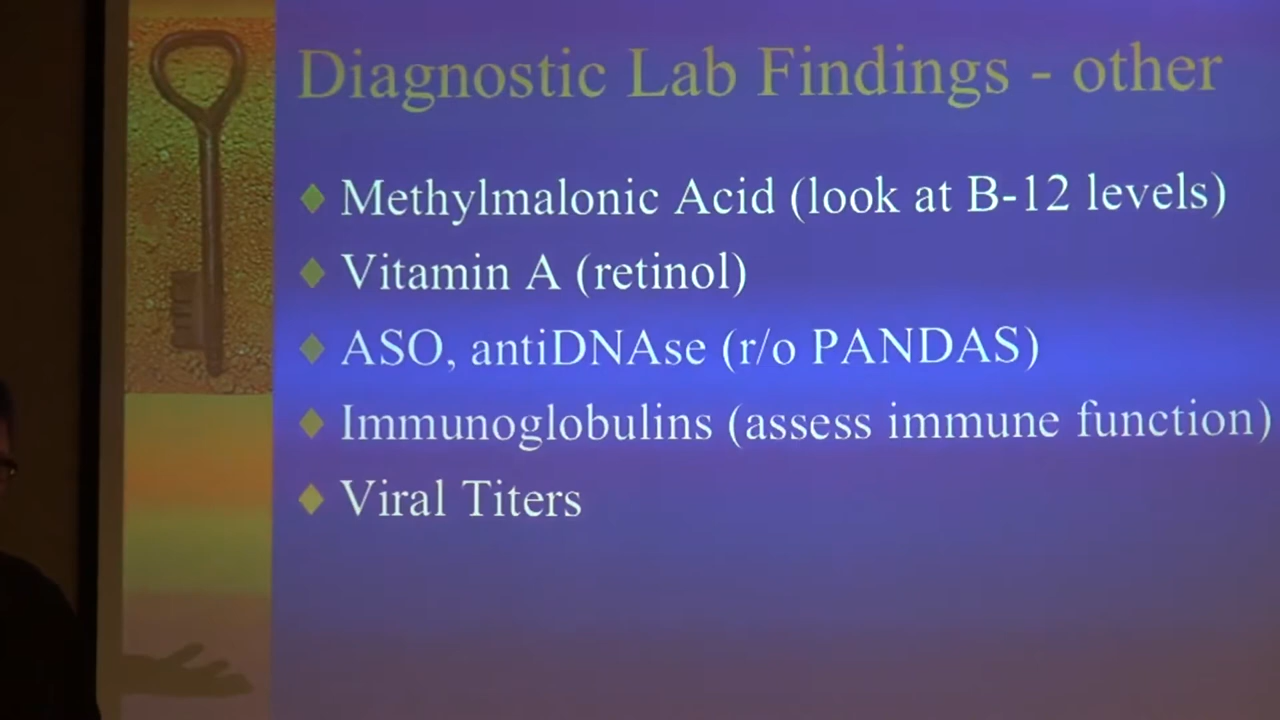 Diagnostic Lab Findings - other
Methylmalonic Acid (look at B-12 levels)
Vitamin A (retinol)
ASO, antiDNAse (r/o PANDAS)
Immunoglobulins (assess immune function)
Viral Titers